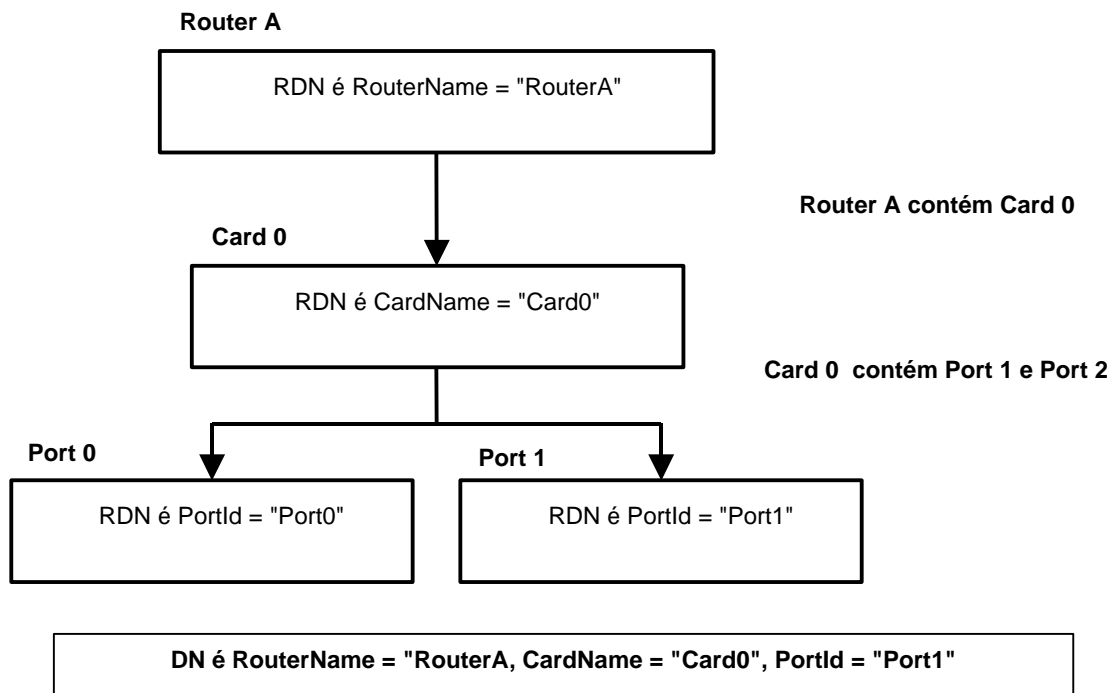 Router A
RDN é RouterName = "RouterA"
Router A contém Card 0
Card 0
RDN é CardName = "Card0"
Card 0  contém Port 1 e Port 2
Port 0
Port 1
RDN é PortId = "Port0"
RDN é PortId = "Port1"
DN é RouterName = "RouterA, CardName = "Card0", PortId = "Port1"